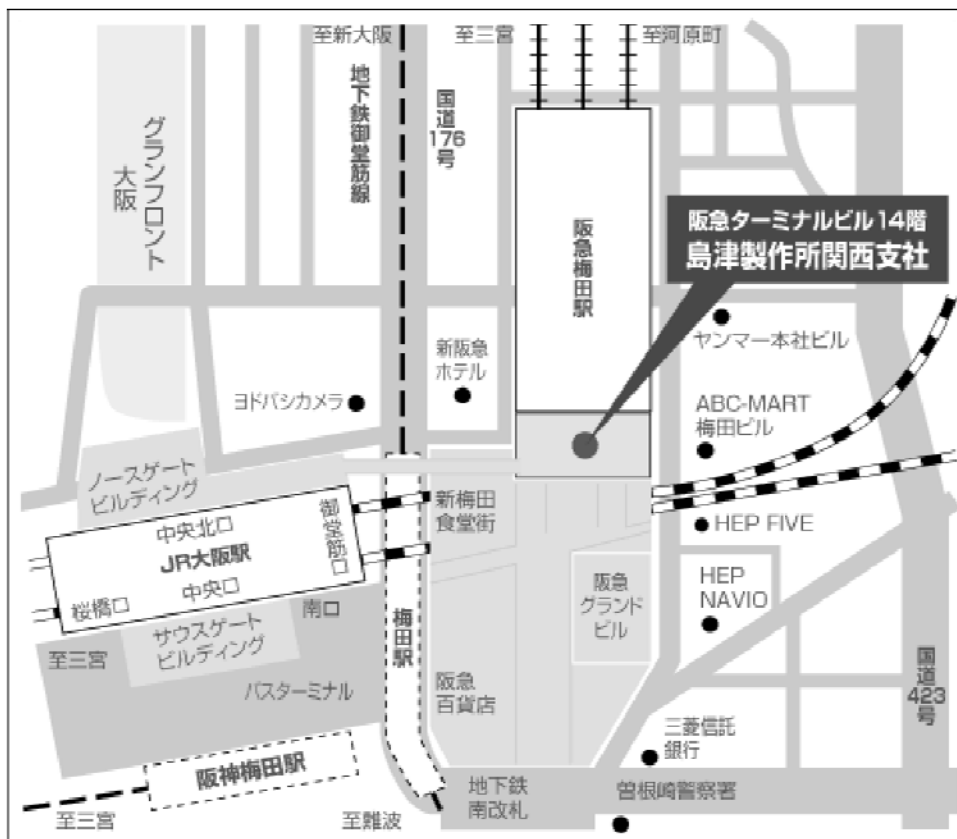 至新大阪
至三宮
至河原町
地下鉄御堂筋線
国道
176
号
グランフロント
大阪
阪急梅田駅
阪急ターミナルビル14階
島津製作所関西支社
ヤンマー本社ビル
新阪急
ホテル
ヨドバシカメラ
ABC-MART
梅田ビル
ノースゲート
ビルディング
新梅田
食堂街
中央北口
御堂筋口
JR大阪駅
HEP FIVE
中央口
桜橋口
南口
阪急
グランド
ビル
HEP
NAVIO
梅田駅
サウスゲート
ビルディング
至三宮
バスターミナル
阪急
百貨店
国道
423
号
三菱信託
銀行
阪神梅田駅
地下鉄
南改札
曽根崎警察署
至三宮
至難波